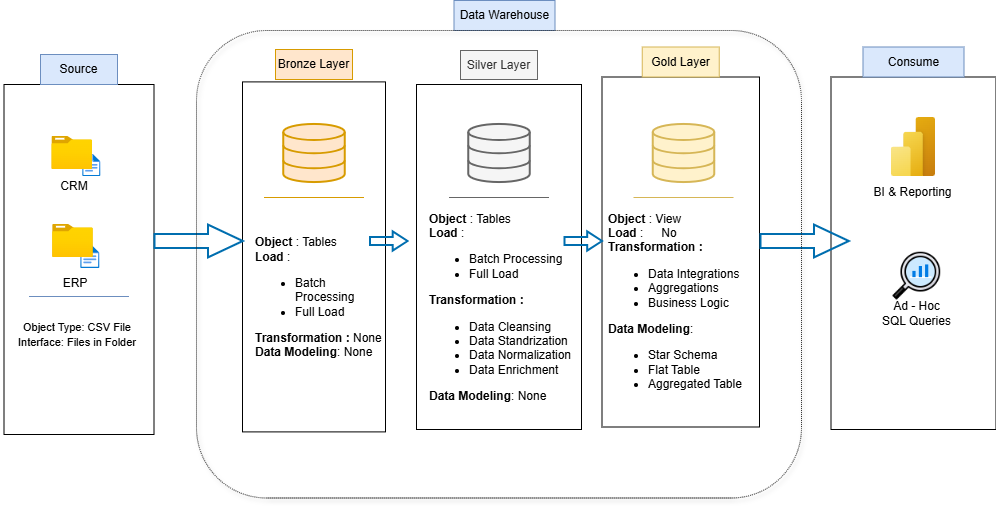 Data Warehouse
Source
CRM
ERP
Object Type: CSV File
Interface: Files in Folder
Bronze Layer
Object : Tables
Load :
• Batch
Processing
• Full Load
Transformation : None
Data Modeling: None
Silver Layer
Object : Tables
Load :
• Batch Processing
• Full Load
Transformation :
• Data Cleansing
• Data Standrization
• Data Normalization
• Data Enrichment
Data Modeling: None
Gold Layer
Object : View
Load : No
Transformation :
• Data Integrations
• Aggregations
• Business Logic
Data Modeling:
• Star Schema
• Flat Table
• Aggregated Table
Consume
BI & Reporting
Ad - Hoc
SQL Queries